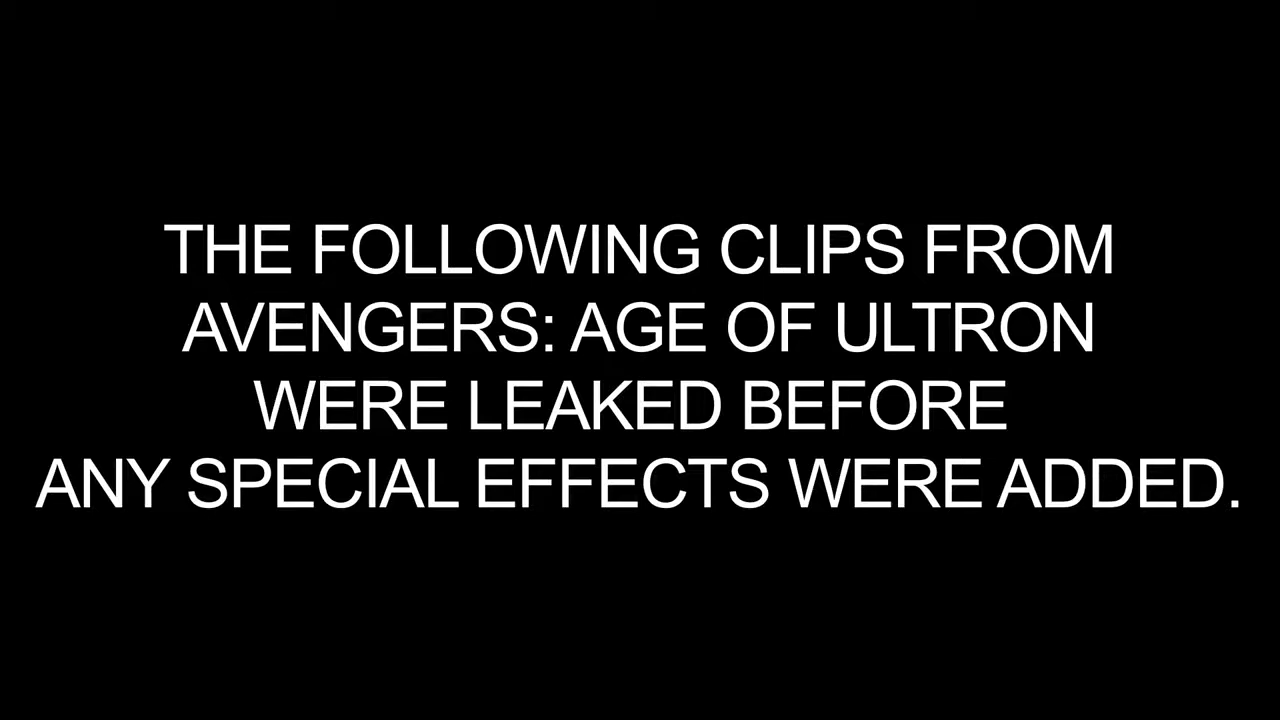 THE FOLLOWING CLIPS FROM
AVENGERS: AGE OF ULTRON
WERE LEAKED BEFORE
ANY SPECIAL EFFECTS WERE ADDED.